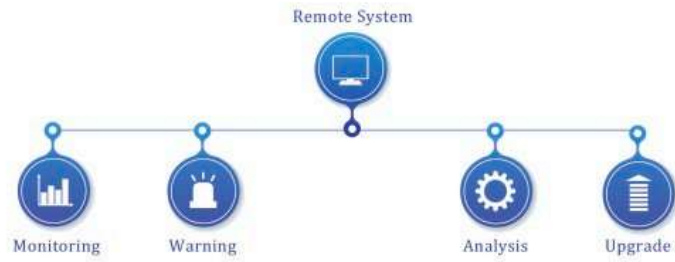 Remote System
Monitoring
Warning
Analysis
Upgrade